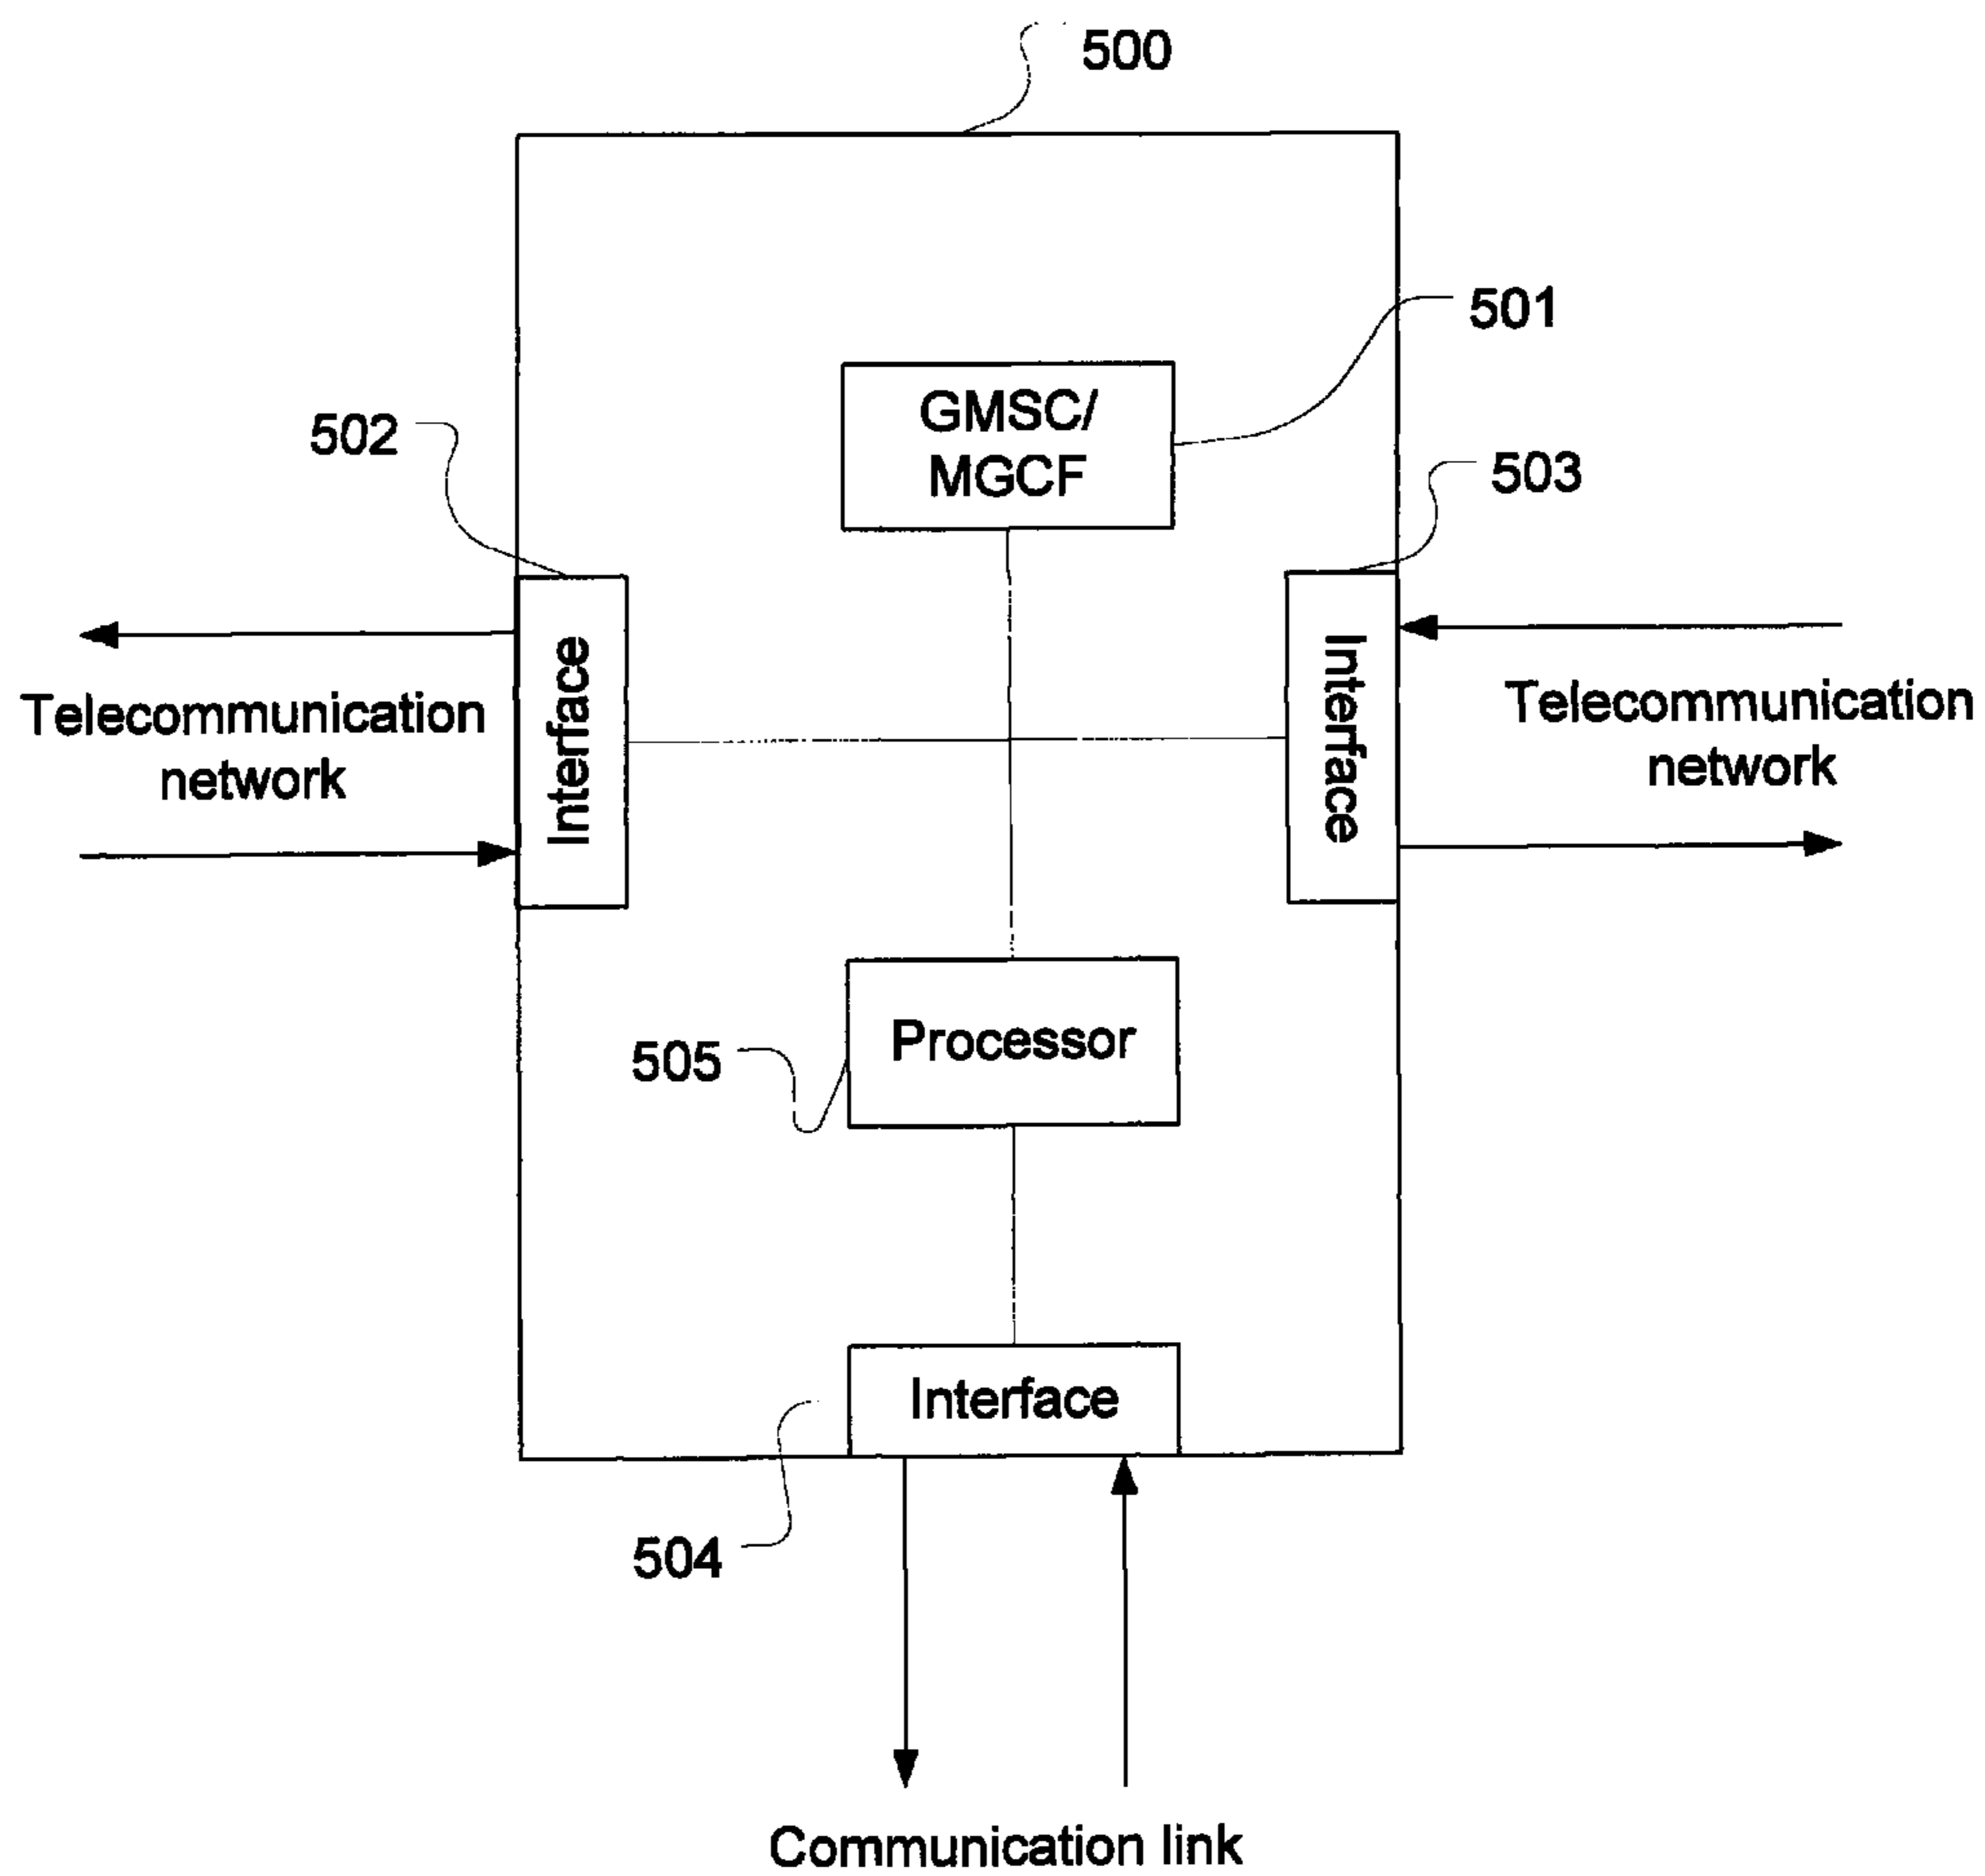 500
501
GMSC/
MGCF
502
503
Interface
Interface
Telecommunication
network
Telecommunication
network
Processor
505
Interface
504
Communication link